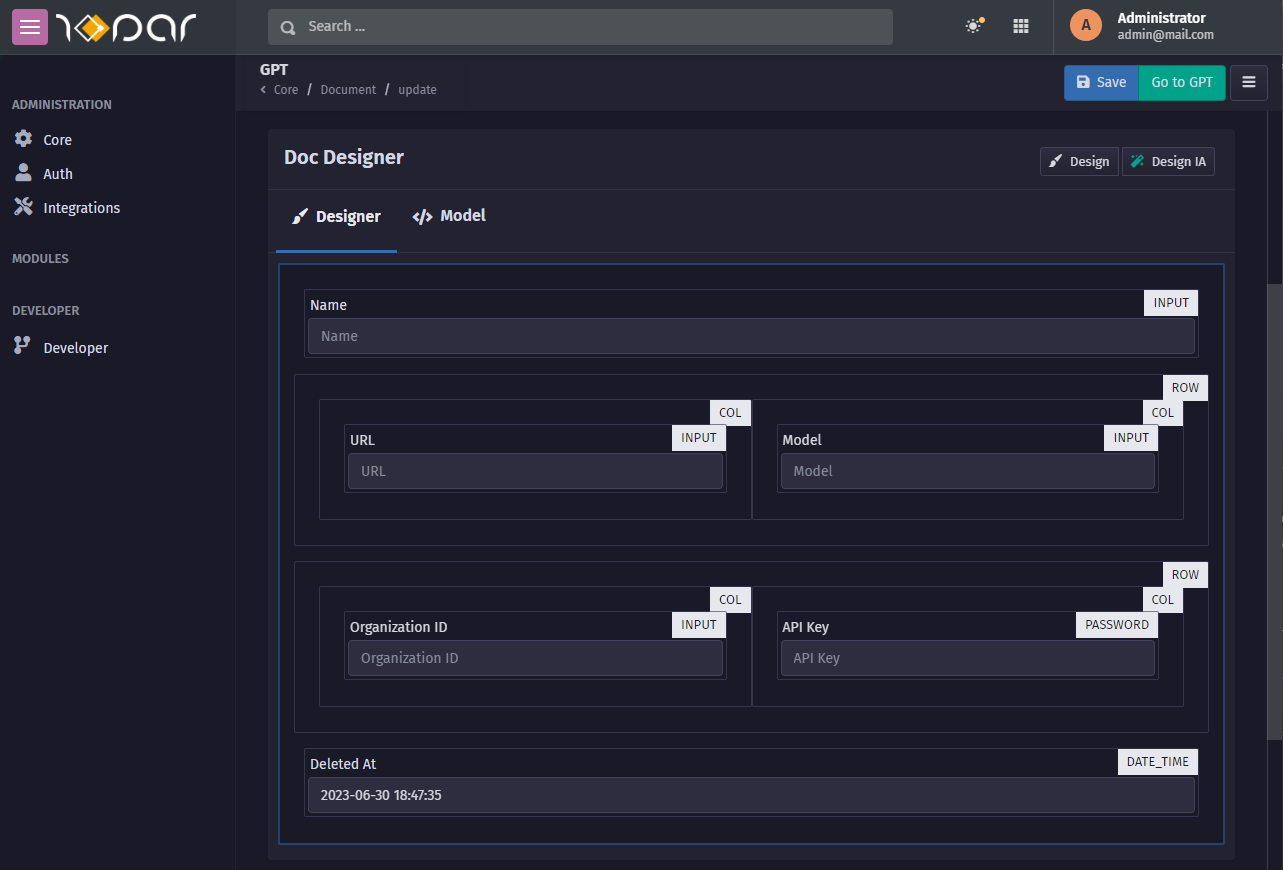 Search ...
A
Administrator
admin@mail.com
GPT
Core / Document / update
Save
Go to GPT
ADMINISTRATION
Core
Auth
Integrations
MODULES
DEVELOPER
Developer
Doc Designer
Design
Design IA
Designer
</> Model
Name
INPUT
Name
ROW
COL
COL
URL
INPUT
Model
INPUT
URL
Model
ROW
COL
COL
Organization ID
INPUT
API Key
PASSWORD
Organization ID
API Key
Deleted At
DATE_TIME
2023-06-30 18:47:35